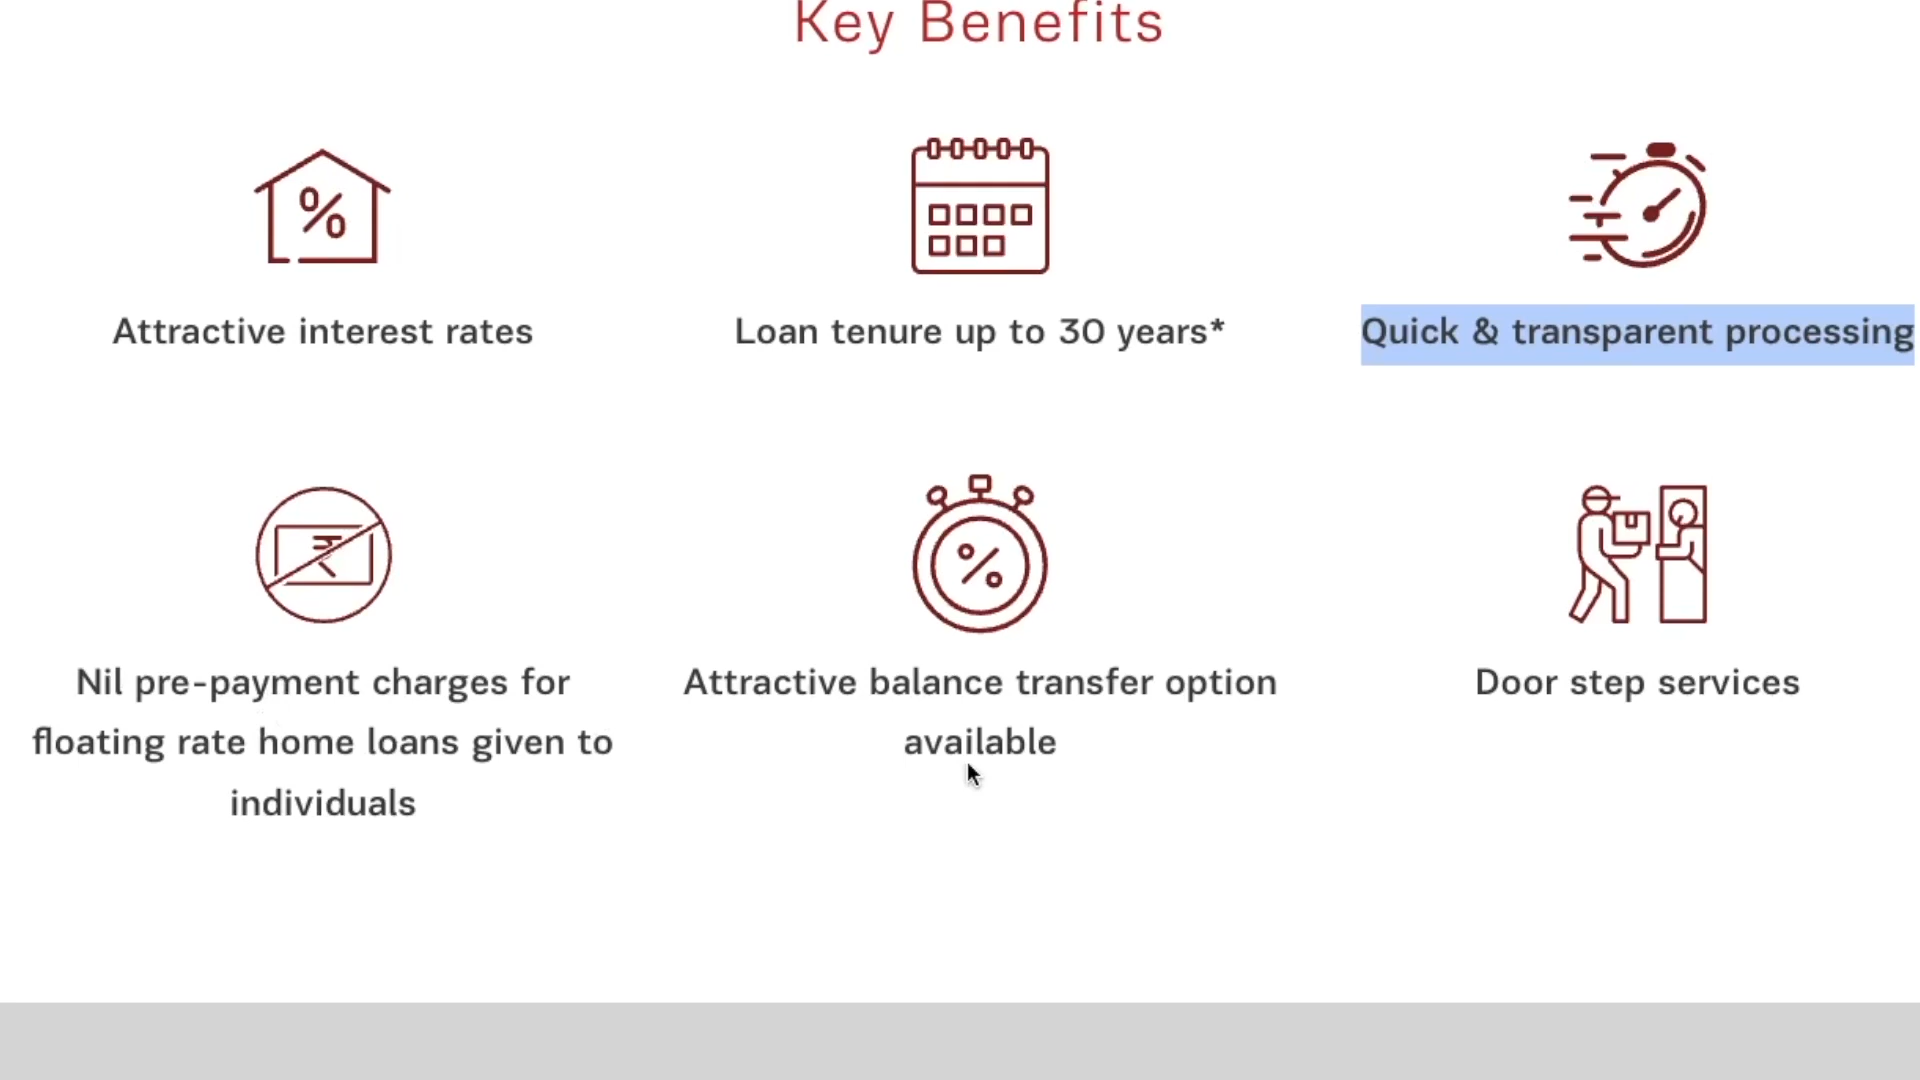 Key Benefits
Attractive interest rates
Loan tenure up to 30 years*
Quick & transparent processing
Nil pre-payment charges for
floating rate home loans given to
individuals
Attractive balance transfer option
available
Door step services